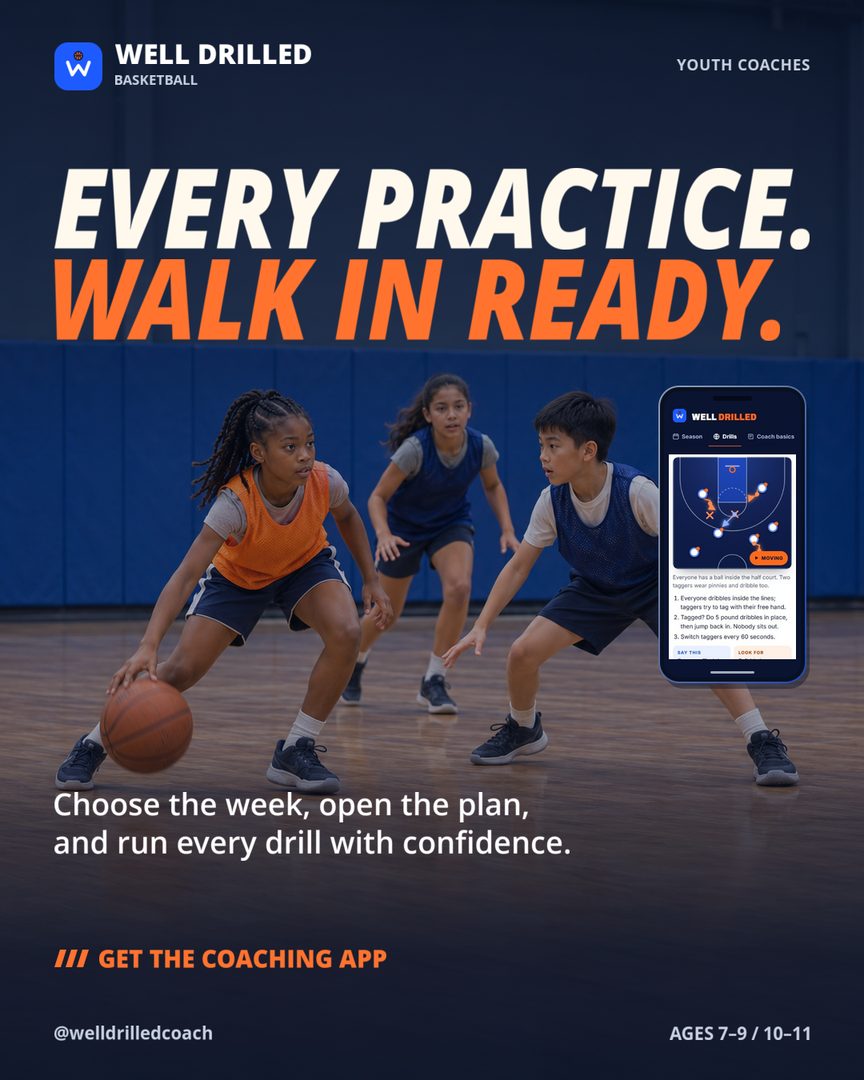 W
WELL DRILLED
BASKETBALL
YOUTH COACHES
EVERY PRACTICE.
WALK IN READY.
W WELL DRILLED
Season Drills Coach basics
MOVING
Everyone has a ball inside the half court. Two
taggers wear pinnies and dribble too.
1. Everyone dribbles inside the lines;
taggers try to tag with their free hand.
2. Tagged? Do 5 pound dribbles in place,
then jump back in. Nobody sits out.
3. Switch taggers every 60 seconds.
SAY THIS
LOOK FOR
Choose the week, open the plan,
and run every drill with confidence.
GET THE COACHING APP
@welldrilledcoach
AGES 7–9 / 10–11